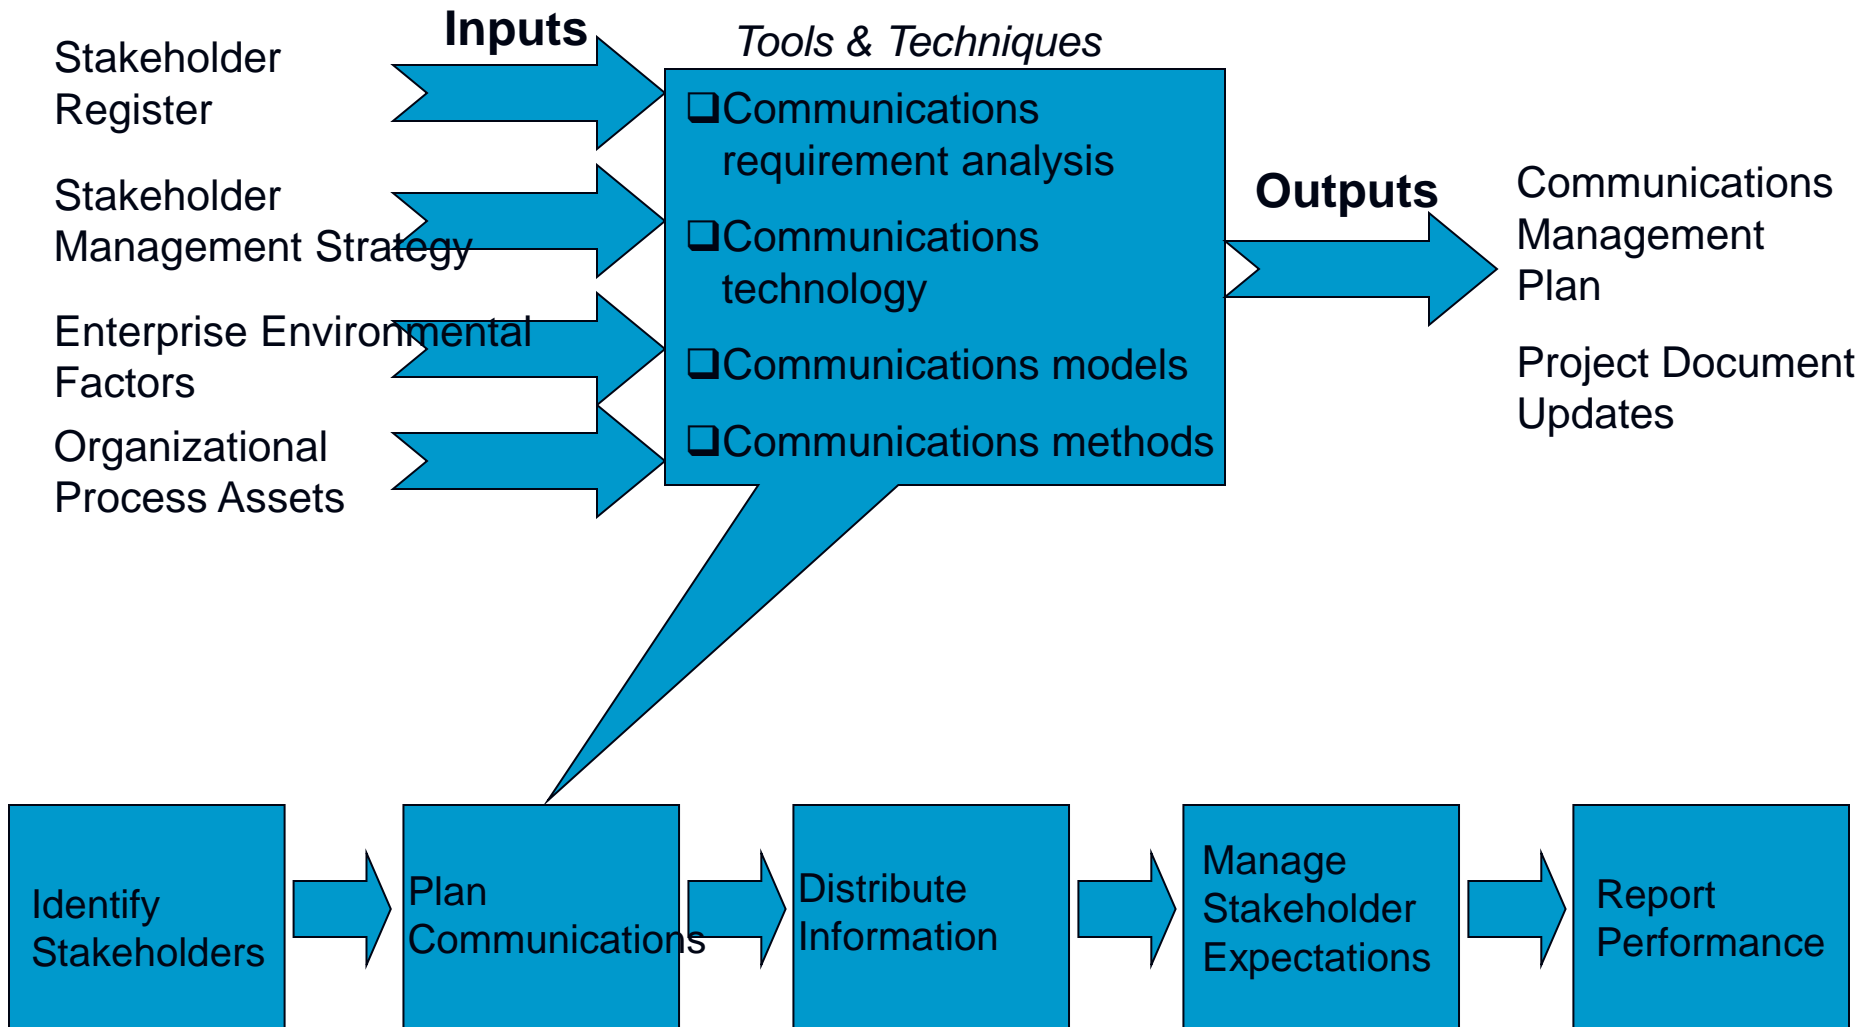 Inputs
Tools & Techniques
Stakeholder
Register
Stakeholder
Management Strategy
Enterprise Environmental
Factors
Organizational
Process Assets
❑Communications
requirement analysis
❑Communications
technology
❑Communications models
❑Communications methods
Outputs
Communications
Management
Plan
Project Document
Updates
Identify
Stakeholders
Plan
Communications
Distribute
Information
Manage
Stakeholder
Expectations
Report
Performance